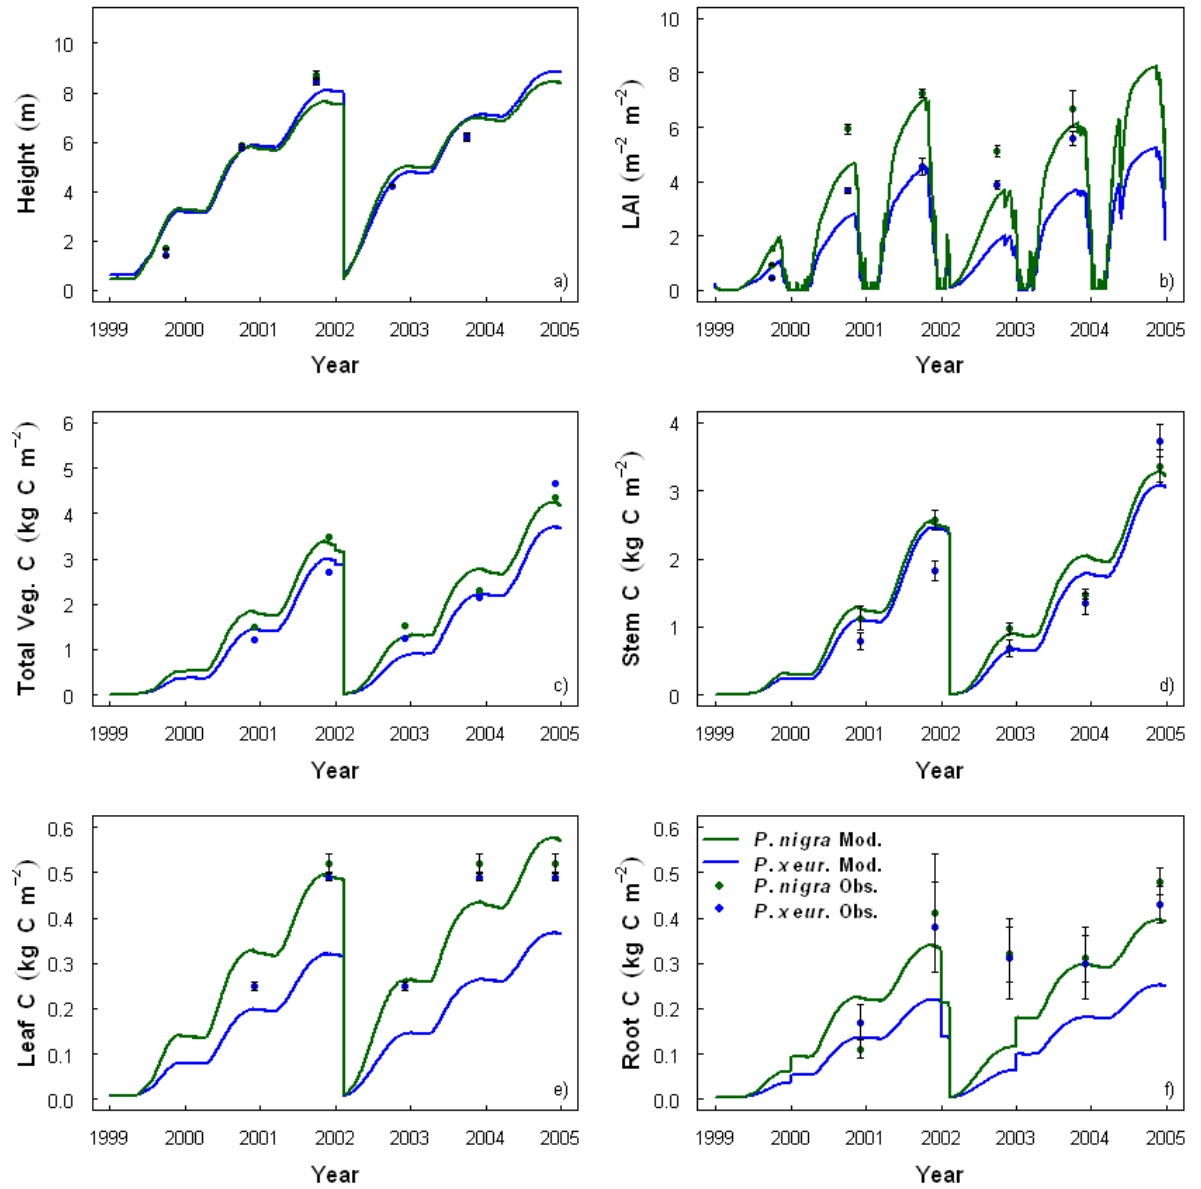 Height (m)
10
8
6
4
2
0
a)
1999 2000 2001 2002 2003 2004 2005
Year
LAI (m⁻² m⁻²)
10
8
6
4
2
0
b)
1999 2000 2001 2002 2003 2004 2005
Year
Total Veg. C (kg C m⁻²)
6
5
4
3
2
1
0
c)
1999 2000 2001 2002 2003 2004 2005
Year
Stem C (kg C m⁻²)
4
3
2
1
0
d)
1999 2000 2001 2002 2003 2004 2005
Year
Leaf C (kg C m⁻²)
0.6
0.5
0.4
0.3
0.2
0.1
0.0
e)
1999 2000 2001 2002 2003 2004 2005
Year
Root C (kg C m⁻²)
0.6
0.5
0.4
0.3
0.2
0.1
0.0
P. nigra Mod.
P. x eur. Mod.
P. nigra Obs.
P. x eur. Obs.
f)
1999 2000 2001 2002 2003 2004 2005
Year